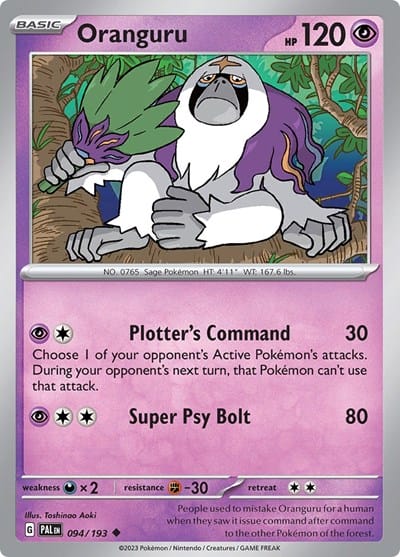 BASIC
Oranguru HP 120
NO. 0765 Sage Pokémon HT: 4'11" WT: 167.6 lbs.
Plotter's Command 30
Choose 1 of your opponent's Active Pokémon's attacks.
During your opponent's next turn, that Pokémon can't use
that attack.
Super Psy Bolt 80
weakness ×2 resistance -30 retreat
Illus. Tashinao Aoki
G PAL EN 094/193
People used to mistake Oranguru for a human
when they saw it issue command after command
to the other Pokémon of the forest.
©2023 Pokémon / Nintendo / Creatures / GAME FREAK